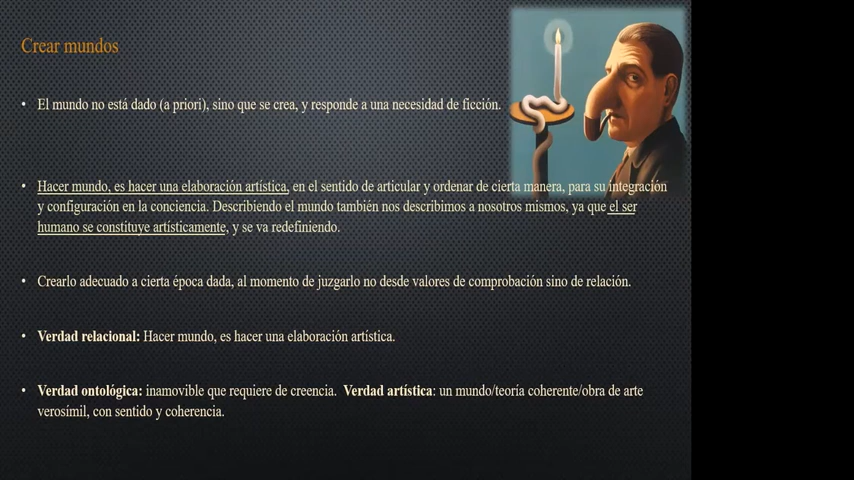 Crear mundos
• El mundo no está dado (a priori), sino que se crea, y responde a una necesidad de ficción.
• Hacer mundo, es hacer una elaboración artística, en el sentido de articular y ordenar de cierta manera, para su integración
y configuración en la conciencia. Describiendo el mundo también nos describimos a nosotros mismos, ya que el ser
humano se constituye artísticamente, y se va redefiniendo.
• Crearlo adecuado a cierta época dada, al momento de juzgarlo no desde valores de comprobación sino de relación.
• Verdad relacional: Hacer mundo, es hacer una elaboración artística.
• Verdad ontológica: inamovible que requiere de creencia. Verdad artística: un mundo/teoría coherente/obra de arte
verosímil, con sentido y coherencia.